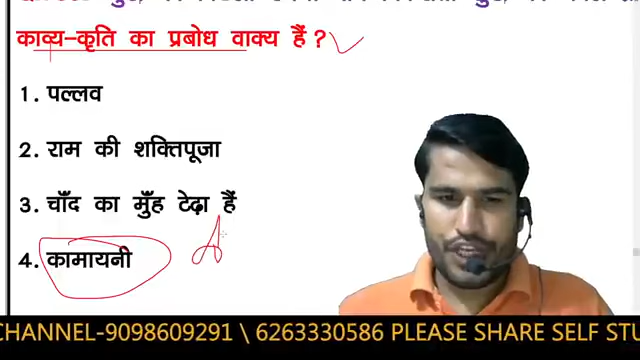 काव्य-कृति का प्रबोध वाक्य हैं ?
1. पल्लव
2. राम की शक्तिपूजा
3. चाँद का मुँह टेढ़ा हैं
4. कामायनी
CHANNEL-9098609291 \ 6263330586 PLEASE SHARE SELF STU